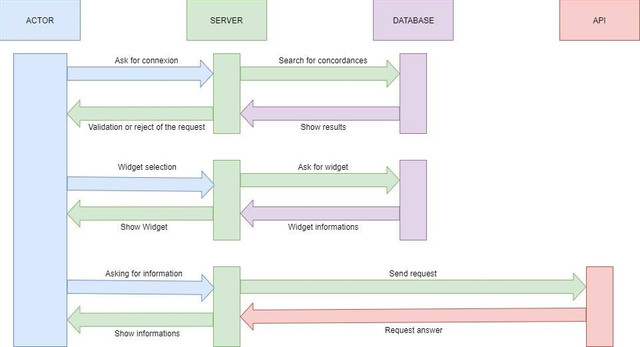 ACTOR
SERVER
DATABASE
API
Ask for connexion
Search for concordances
Validation or reject of the request
Show results
Widget selection
Ask for widget
Show Widget
Widget informations
Asking for information
Send request
Show informations
Request answer